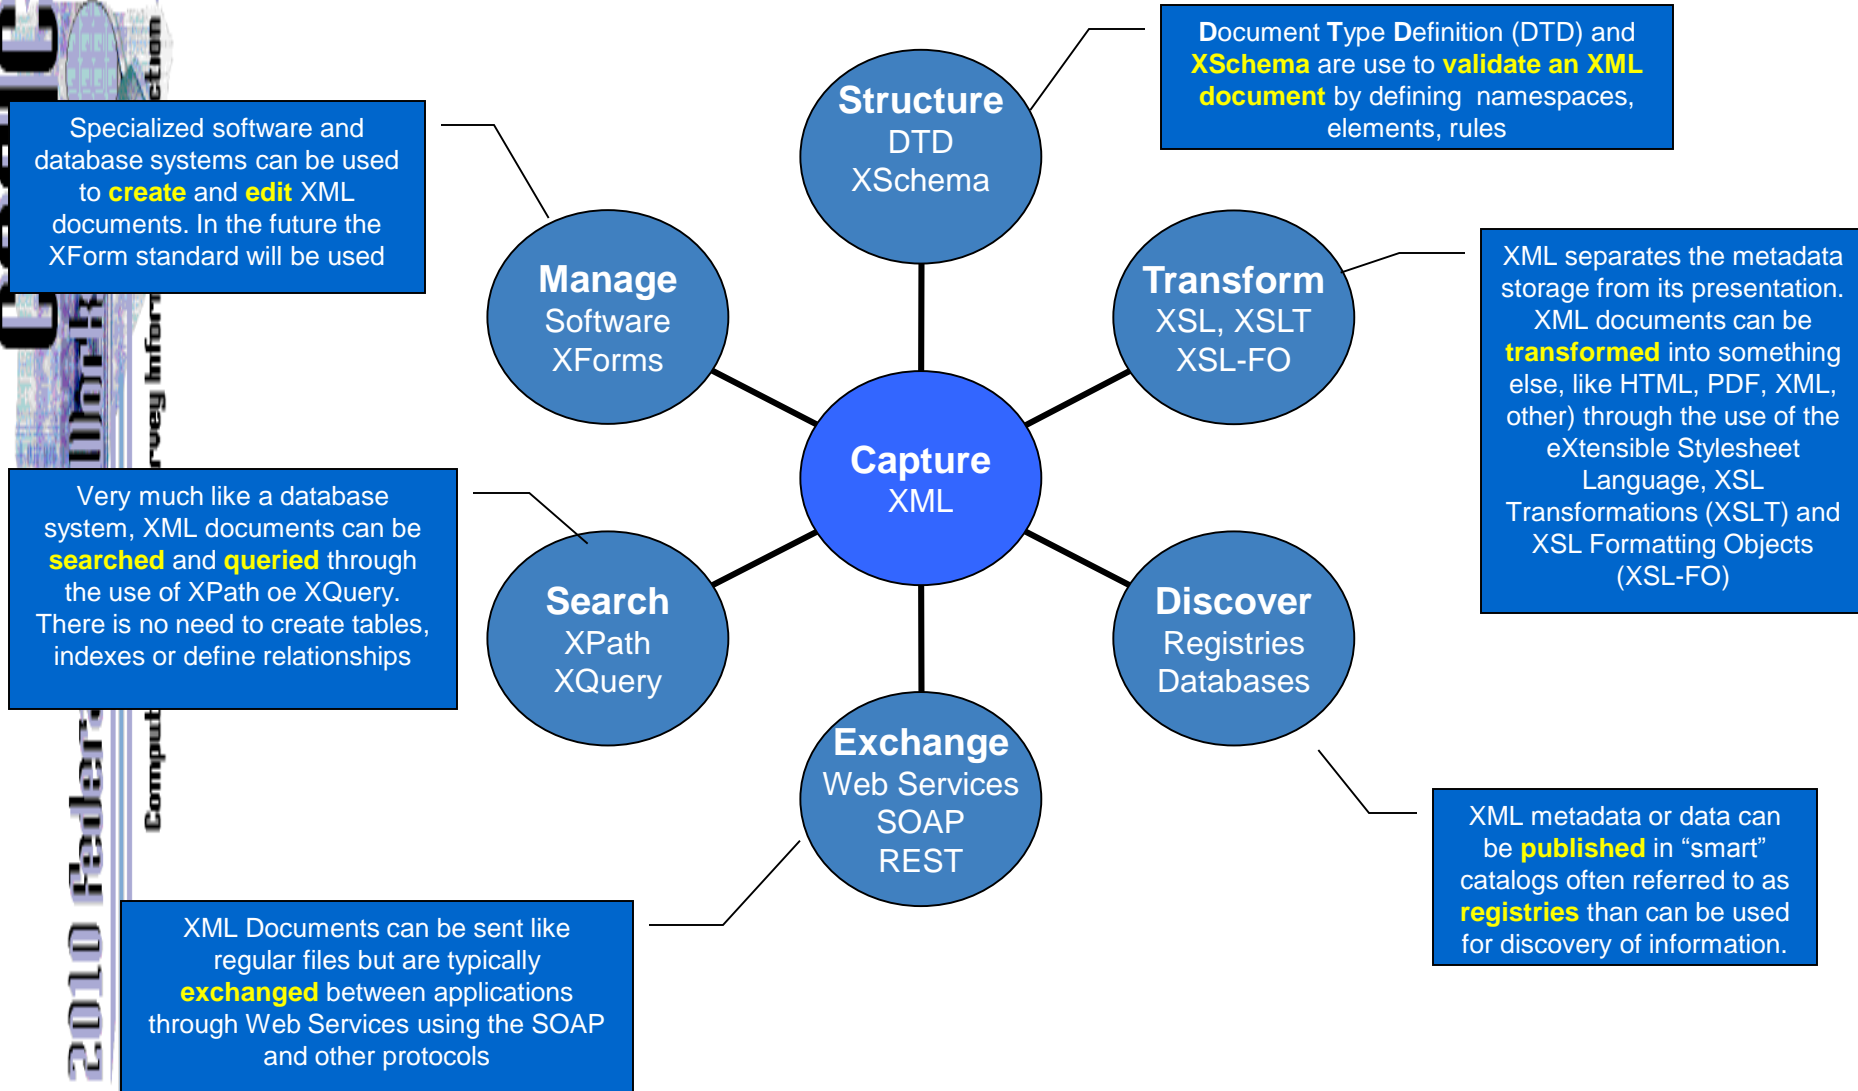 Document Type Definition (DTD) and
XSchema are use to validate an XML
document by defining namespaces,
elements, rules
Structure
DTD
XSchema
Specialized software and
database systems can be used
to create and edit XML
documents. In the future the
XForm standard will be used
Manage
Software
XForms
Transform
XSL, XSLT
XSL-FO
XML separates the metadata
storage from its presentation.
XML documents can be
transformed into something
else, like HTML, PDF, XML,
other) through the use of the
eXtensible Stylesheet
Language, XSL
Transformations (XSLT) and
XSL Formatting Objects
(XSL-FO)
Capture
XML
Very much like a database
system, XML documents can be
searched and queried through
the use of XPath oe XQuery.
There is no need to create tables,
indexes or define relationships
Search
XPath
XQuery
Discover
Registries
Databases
Exchange
Web Services
SOAP
REST
XML metadata or data can
be published in “smart”
catalogs often referred to as
registries than can be used
for discovery of information.
XML Documents can be sent like
regular files but are typically
exchanged between applications
through Web Services using the SOAP
and other protocols
2010